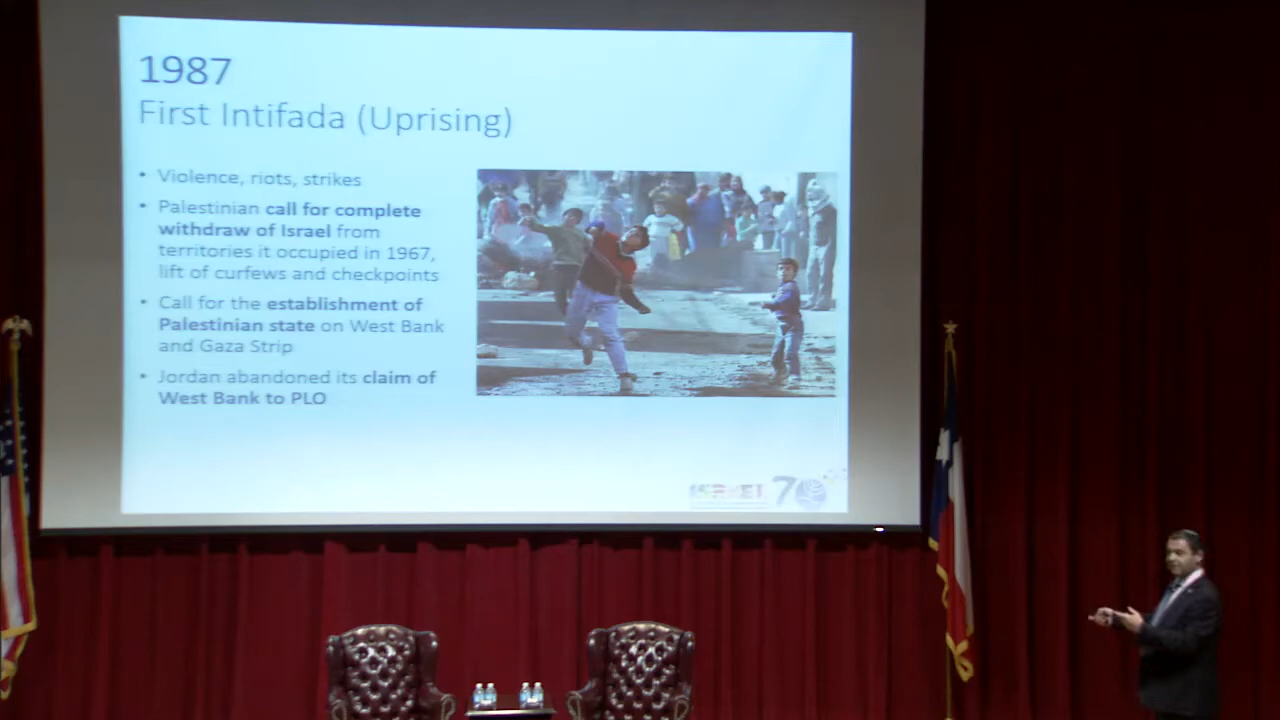 1987
First Intifada (Uprising)
• Violence, riots, strikes
• Palestinian call for complete
withdraw of Israel from
territories it occupied in 1967,
lift of curfews and checkpoints
• Call for the establishment of
Palestinian state on West Bank
and Gaza Strip
• Jordan abandoned its claim of
West Bank to PLO
ISRAEL 70